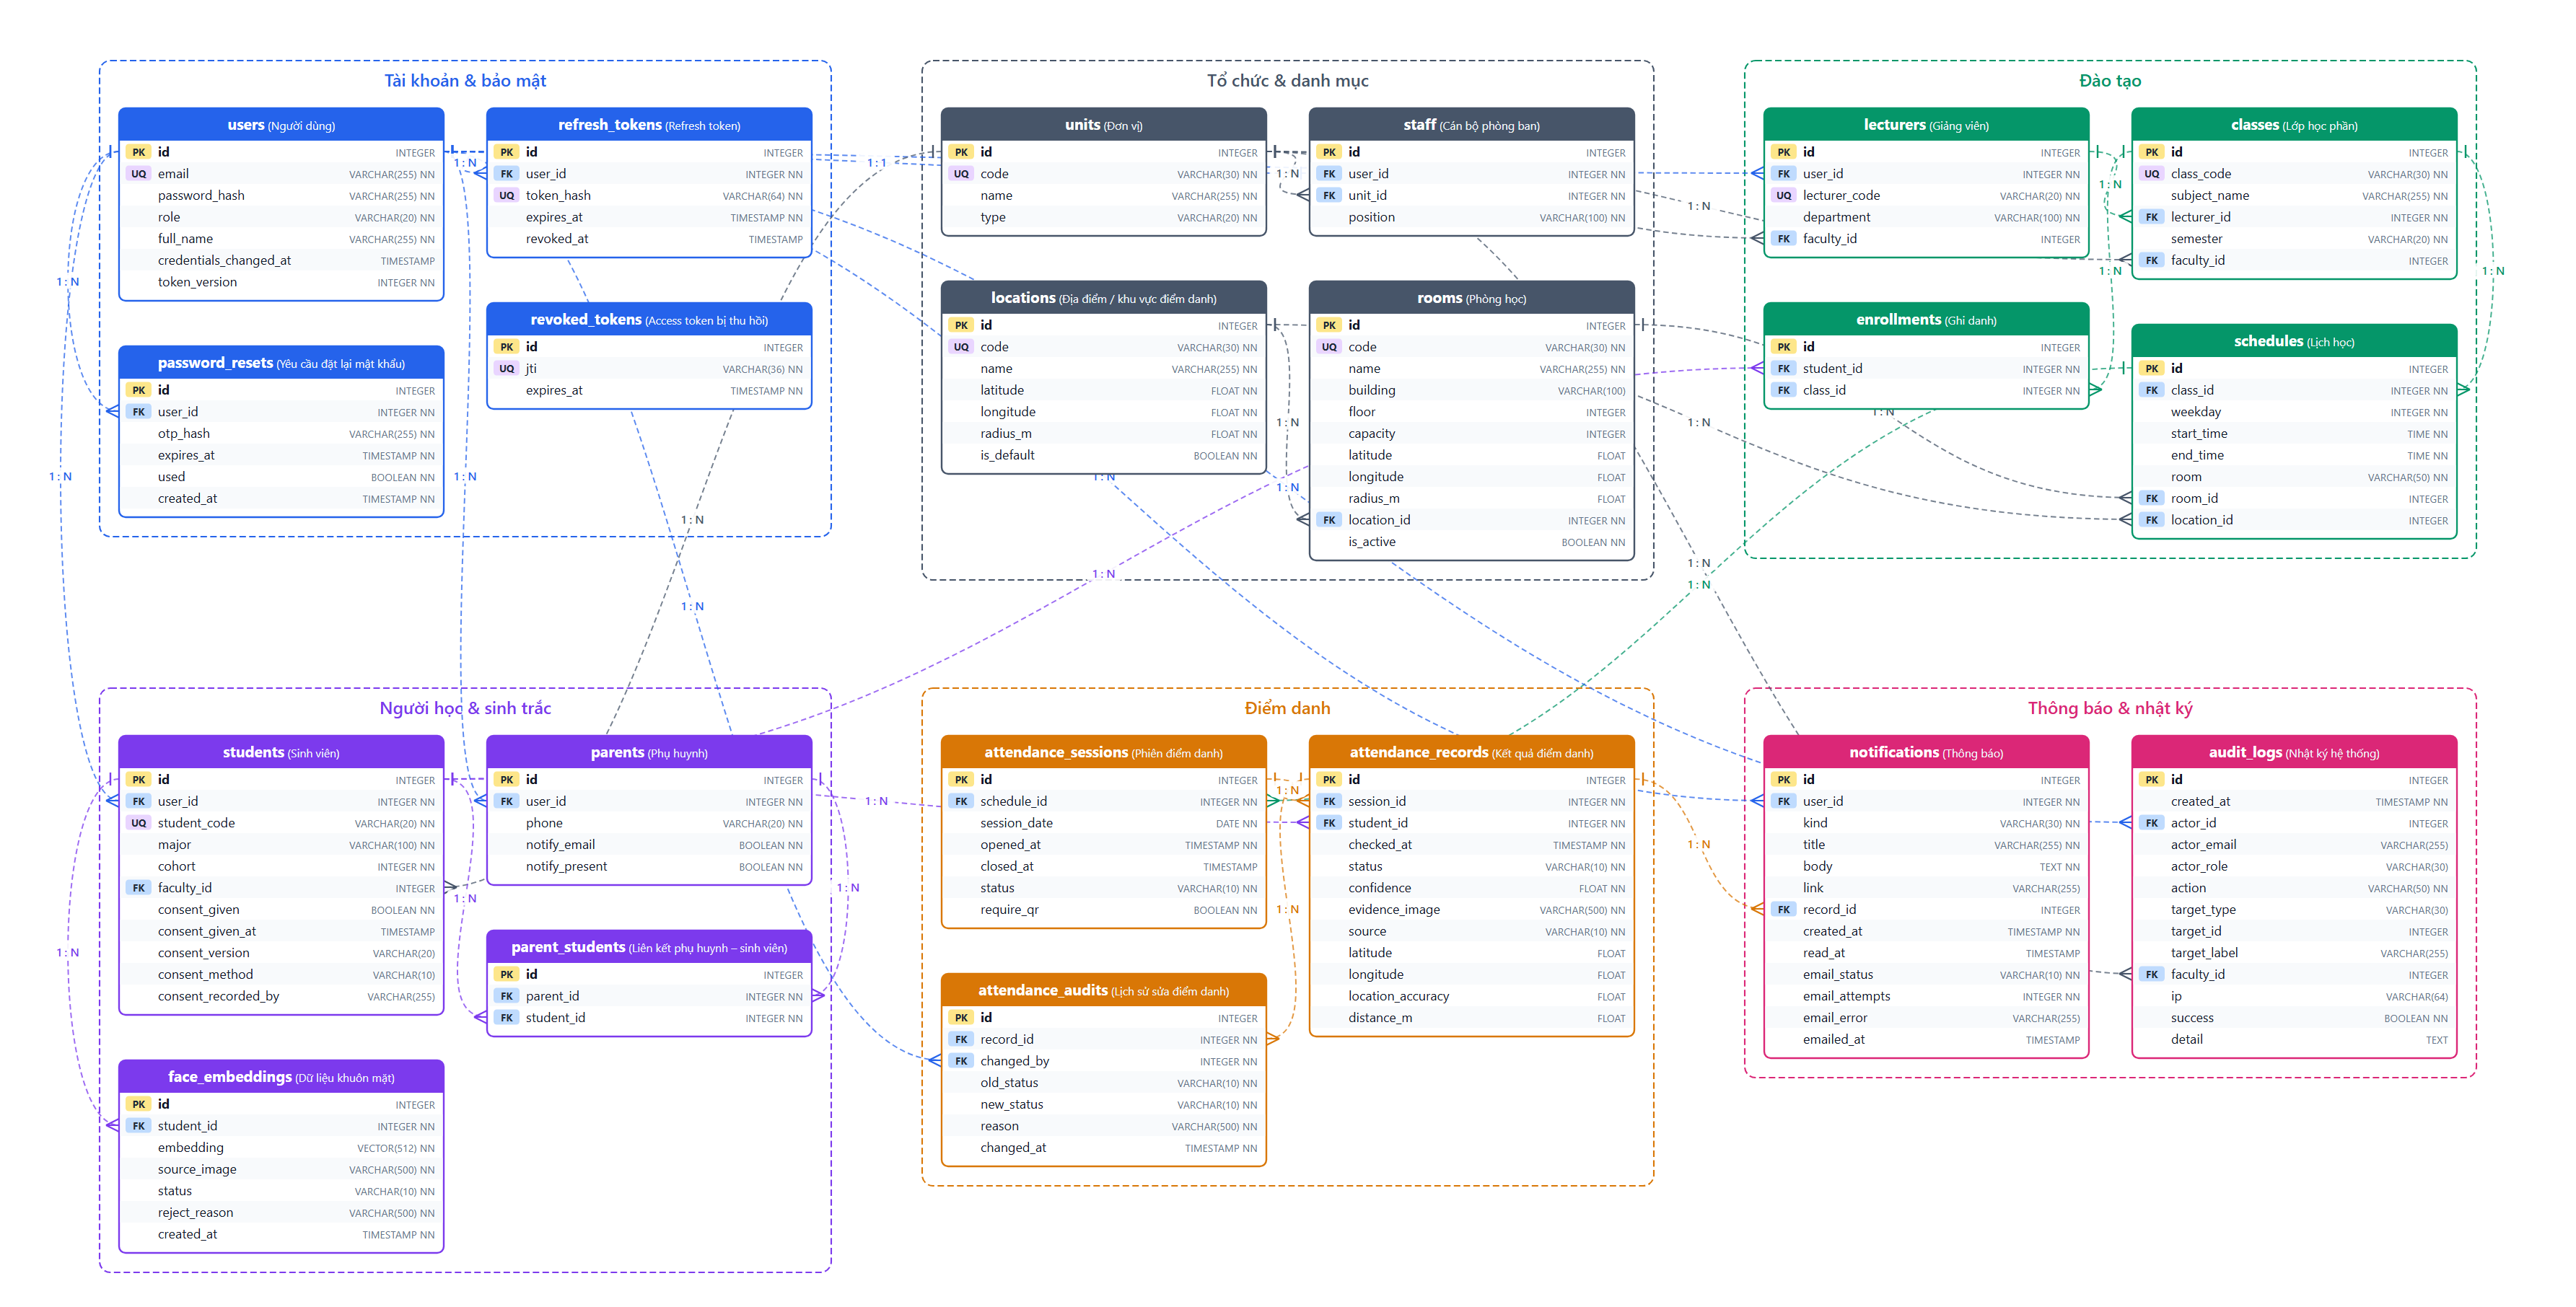 Tài khoản & bảo mật
users (Người dùng)
PK id INTEGER
UQ email VARCHAR(255) NN
password_hash VARCHAR(255) NN
role VARCHAR(20) NN
full_name VARCHAR(255) NN
credentials_changed_at TIMESTAMP
token_version INTEGER NN
refresh_tokens (Refresh token)
PK id INTEGER
FK user_id INTEGER NN
UQ token_hash VARCHAR(64) NN
expires_at TIMESTAMP NN
revoked_at TIMESTAMP
password_resets (Yêu cầu đặt lại mật khẩu)
PK id INTEGER
FK user_id INTEGER NN
otp_hash VARCHAR(255) NN
expires_at TIMESTAMP NN
used BOOLEAN NN
created_at TIMESTAMP NN
revoked_tokens (Access token bị thu hồi)
PK id INTEGER
UQ jti VARCHAR(36) NN
expires_at TIMESTAMP NN
1:N
1:N
1:N
1:N
1:N
1:N
1:1
Tổ chức & danh mục
units (Đơn vị)
PK id INTEGER
UQ code VARCHAR(30) NN
name VARCHAR(255) NN
type VARCHAR(20) NN
staff (Cán bộ phòng ban)
PK id INTEGER
FK user_id INTEGER NN
FK unit_id INTEGER NN
position VARCHAR(100) NN
locations (Địa điểm / khu vực điểm danh)
PK id INTEGER
UQ code VARCHAR(30) NN
name VARCHAR(255) NN
latitude FLOAT NN
longitude FLOAT NN
radius_m FLOAT NN
is_default BOOLEAN NN
rooms (Phòng học)
PK id INTEGER
UQ code VARCHAR(30) NN
name VARCHAR(255) NN
building VARCHAR(100)
floor INTEGER
capacity INTEGER
latitude FLOAT
longitude FLOAT
radius_m FLOAT
FK location_id INTEGER NN
is_active BOOLEAN NN
1:N
1:N
1:N
1:N
1:N
1:N
1:N
1:N
1:N
1:N
Đào tạo
lecturers (Giảng viên)
PK id INTEGER
FK user_id INTEGER NN
UQ lecturer_code VARCHAR(20) NN
department VARCHAR(100) NN
FK faculty_id INTEGER
classes (Lớp học phần)
PK id INTEGER
UQ class_code VARCHAR(30) NN
subject_name VARCHAR(255) NN
FK lecturer_id INTEGER NN
semester VARCHAR(20) NN
FK faculty_id INTEGER
enrollments (Ghi danh)
PK id INTEGER
FK student_id INTEGER NN
FK class_id INTEGER NN
schedules (Lịch học)
PK id INTEGER
FK class_id INTEGER NN
weekday INTEGER NN
start_time TIME NN
end_time TIME NN
room VARCHAR(50) NN
FK room_id INTEGER
FK location_id INTEGER
1:N
1:N
1:N
1:N
Người học & sinh trắc
students (Sinh viên)
PK id INTEGER
FK user_id INTEGER NN
UQ student_code VARCHAR(20) NN
major VARCHAR(100) NN
cohort INTEGER NN
FK faculty_id INTEGER
consent_given BOOLEAN NN
consent_given_at TIMESTAMP
consent_version VARCHAR(20)
consent_method VARCHAR(10)
consent_recorded_by VARCHAR(255)
parents (Phụ huynh)
PK id INTEGER
FK user_id INTEGER NN
phone VARCHAR(20) NN
notify_email BOOLEAN NN
notify_present BOOLEAN NN
parent_students (Liên kết phụ huynh – sinh viên)
PK id INTEGER
FK parent_id INTEGER NN
FK student_id INTEGER NN
face_embeddings (Dữ liệu khuôn mặt)
PK id INTEGER
FK student_id INTEGER NN
embedding VECTOR(512) NN
source_image VARCHAR(500) NN
status VARCHAR(10) NN
reject_reason VARCHAR(500) NN
created_at TIMESTAMP NN
1:N
1:N
1:N
1:N
Điểm danh
attendance_sessions (Phiên điểm danh)
PK id INTEGER
FK schedule_id INTEGER NN
session_date DATE NN
opened_at TIMESTAMP NN
closed_at TIMESTAMP
status VARCHAR(10) NN
require_qr BOOLEAN NN
attendance_records (Kết quả điểm danh)
PK id INTEGER
FK session_id INTEGER NN
FK student_id INTEGER NN
checked_at TIMESTAMP NN
status VARCHAR(10) NN
confidence FLOAT NN
evidence_image VARCHAR(500) NN
source VARCHAR(10) NN
latitude FLOAT
longitude FLOAT
location_accuracy FLOAT
distance_m FLOAT
attendance_audits (Lịch sử sửa điểm danh)
PK id INTEGER
FK record_id INTEGER NN
FK changed_by INTEGER NN
old_status VARCHAR(10) NN
new_status VARCHAR(10) NN
reason VARCHAR(500) NN
changed_at TIMESTAMP NN
1:N
1:N
1:N
Thông báo & nhật ký
notifications (Thông báo)
PK id INTEGER
FK user_id INTEGER NN
kind VARCHAR(30) NN
title VARCHAR(255) NN
body TEXT NN
link VARCHAR(255)
FK record_id INTEGER
created_at TIMESTAMP NN
read_at TIMESTAMP
email_status VARCHAR(10) NN
email_attempts INTEGER NN
email_error VARCHAR(255)
emailed_at TIMESTAMP
audit_logs (Nhật ký hệ thống)
PK id INTEGER
created_at TIMESTAMP NN
FK actor_id INTEGER
actor_email VARCHAR(255)
actor_role VARCHAR(30)
action VARCHAR(50) NN
target_type VARCHAR(30)
target_id INTEGER
target_label VARCHAR(255)
FK faculty_id INTEGER
ip VARCHAR(64)
success BOOLEAN NN
detail TEXT